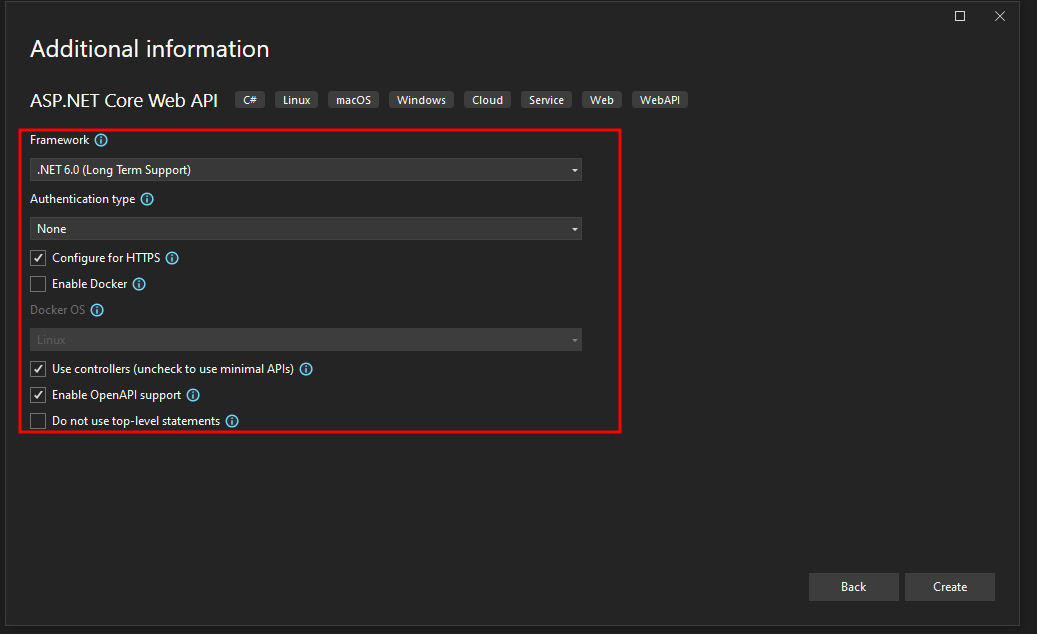 Additional information
ASP.NET Core Web API C# Linux macOS Windows Cloud Service Web WebAPI
Framework
.NET 6.0 (Long Term Support)
Authentication type
None
Configure for HTTPS
Enable Docker
Docker OS
Linux
Use controllers (uncheck to use minimal APIs)
Enable OpenAPI support
Do not use top-level statements
Back Create